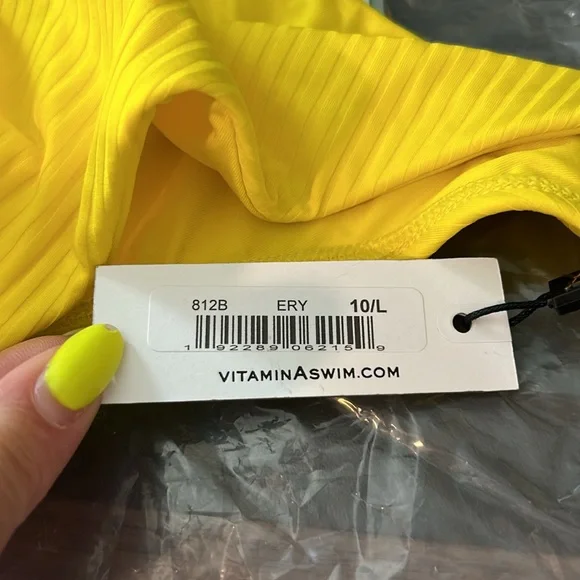 812B ERY 10/L
1 92289 06215 9
VITAMINASWIM.COM